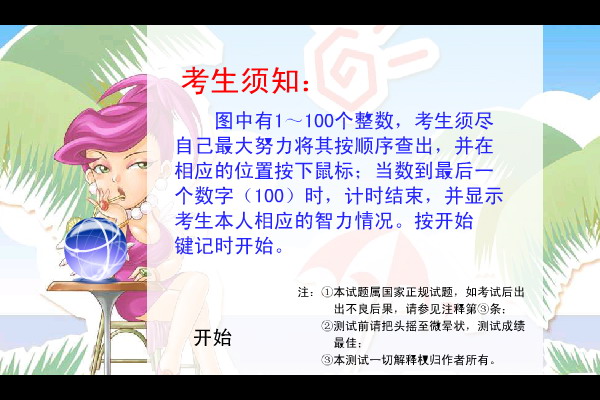 考生须知：
图中有1～100个整数，考生须尽
自己最大努力将其按顺序查出，并在
相应的位置按下鼠标；当数到最后一
个数字（100）时，计时结束，并显示
考生本人相应的智力情况。按开始
键记时开始。
注：①本试题属国家正规试题，如考试后出
出不良后果，请参见注释第③条；
②测试前请把头摇至微晕状，测试成绩
最佳；
③本测试一切解释权归作者所有。
开始